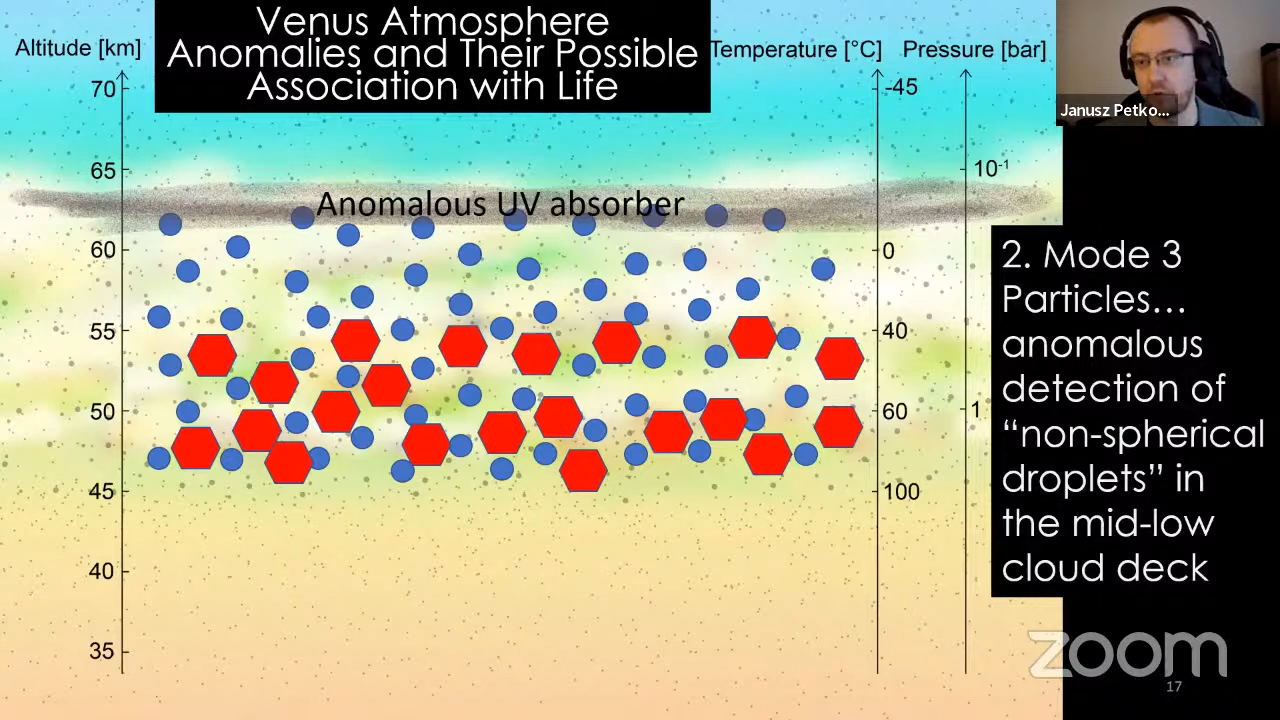 Venus Atmosphere
Anomalies and Their Possible
Association with Life
Altitude [km]
Temperature [°C]
Pressure [bar]
Janusz Petko...
70
-45
65
10-1
Anomalous UV absorber
60
0
55
40
50
60
1
45
100
40
35
2. Mode 3
Particles…
anomalous
detection of
“non-spherical
droplets” in
the mid-low
cloud deck
zoom
17